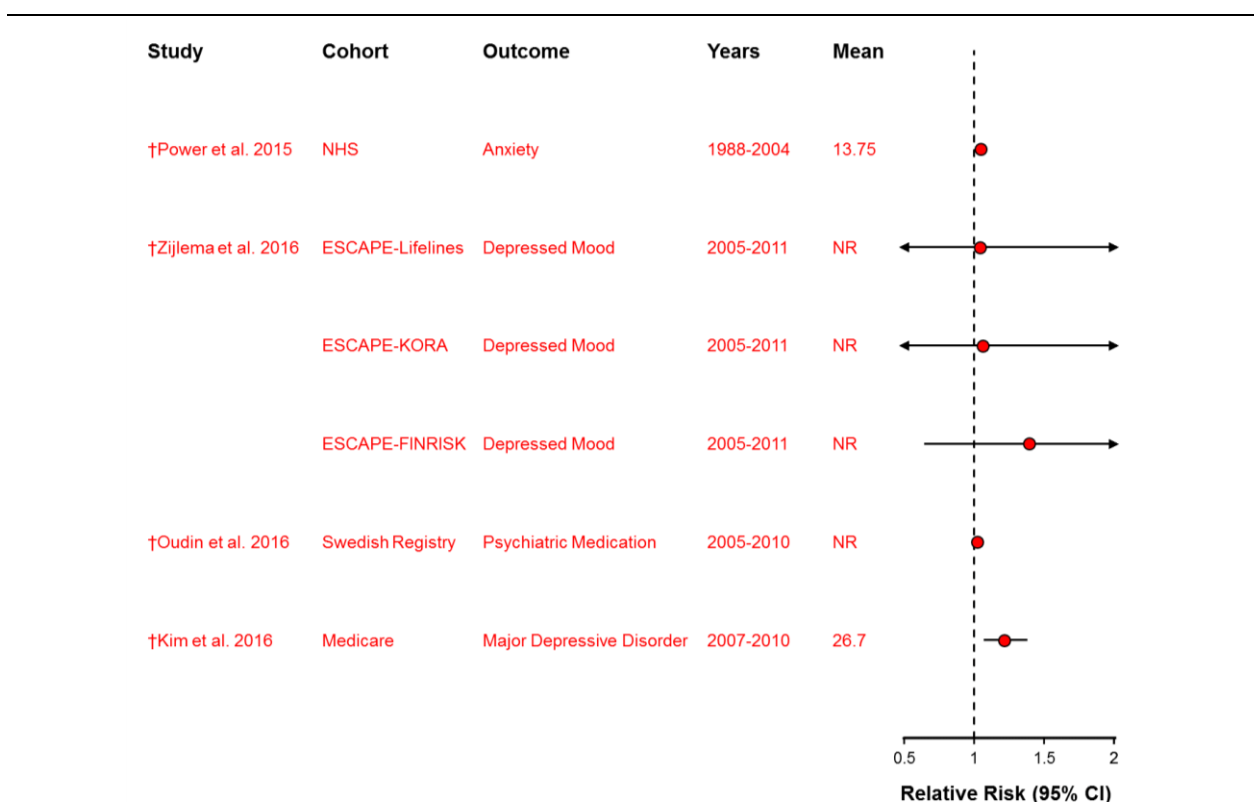 Study Cohort Outcome Years Mean
†Power et al. 2015 NHS Anxiety 1988-2004 13.75
†Zijlema et al. 2016 ESCAPE-Lifelines Depressed Mood 2005-2011 NR
ESCAPE-KORA Depressed Mood 2005-2011 NR
ESCAPE-FINRISK Depressed Mood 2005-2011 NR
†Oudin et al. 2016 Swedish Registry Psychiatric Medication 2005-2010 NR
†Kim et al. 2016 Medicare Major Depressive Disorder 2007-2010 26.7
0.5 1 1.5 2
Relative Risk (95% CI)